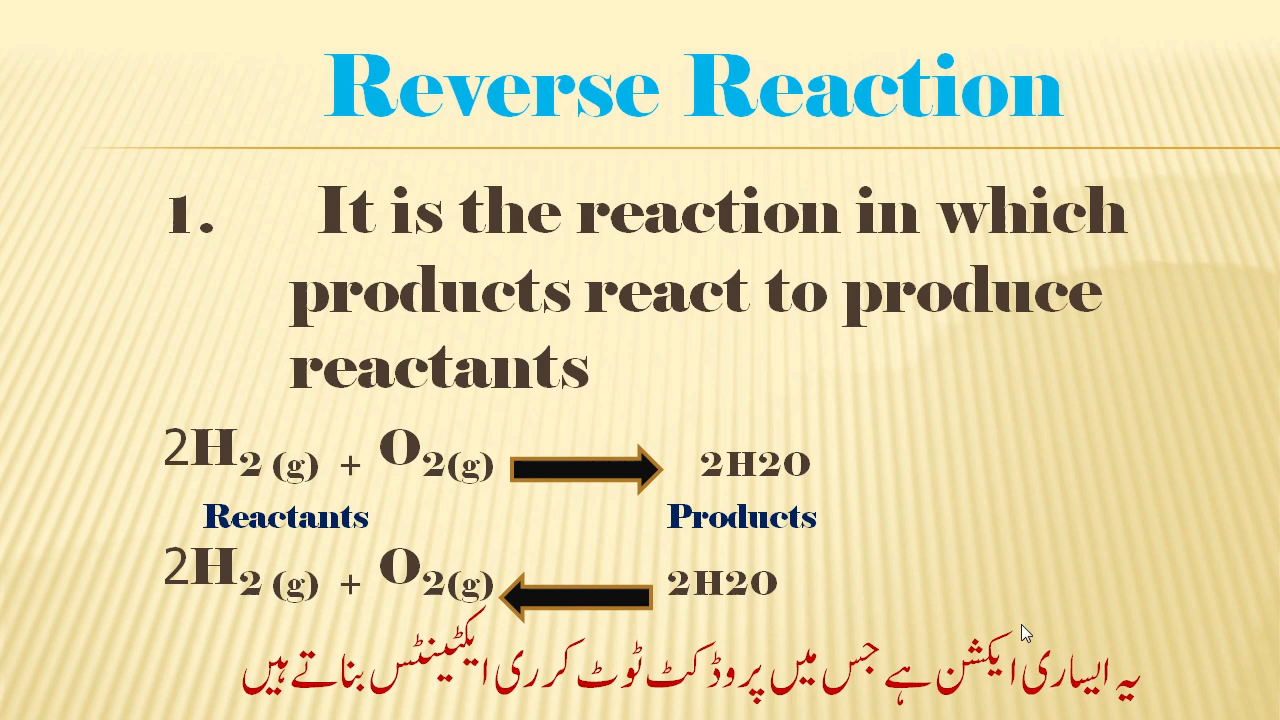 Reverse Reaction
1. It is the reaction in which
products react to produce
reactants
2H2 (g) + O2(g) 2H2O
Reactants Products
2H2 (g) + O2(g) 2H2O
یہ ایساری ایکشن ہے جس میں پروڈکٹ ٹوٹ کرری ایکٹینٹس بناتے ہیں